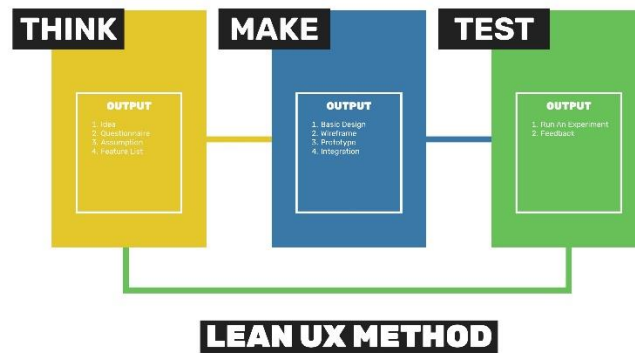 THINK
OUTPUT
1. Idea
2. Questionnaire
3. Assumption
4. Feature List
MAKE
OUTPUT
1. Basic Design
2. Wireframe
3. Prototype
4. Integration
TEST
OUTPUT
1. Run An Experiment
2. Feedback
LEAN UX METHOD